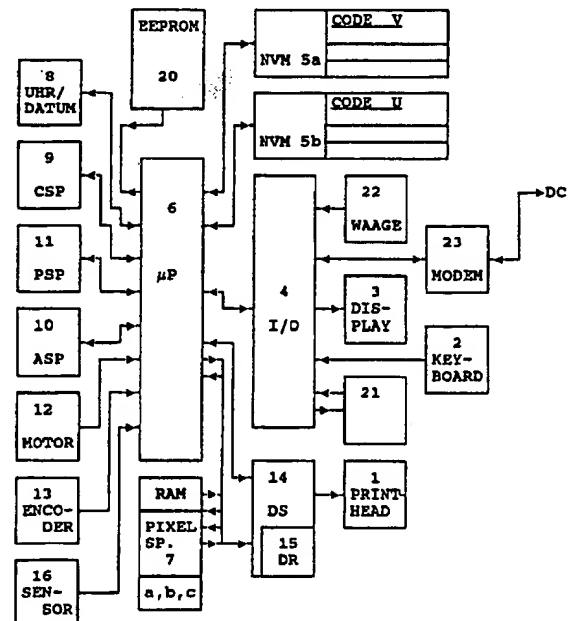 EEPROM
20
CODE V
NVM 5a
CODE U
NVM 5b
8
UHR/
DATUM
9
CSP
11
PSP
10
ASP
12
MOTOR
13
ENCO-
DER
16
SEN-
SOR
6
µP
4
I/O
22
WAAGE
23
MODEM
DC
3
DIS-
PLAY
2
KEY-
BOARD
21
RAM
PIXEL
SP.
7
a,b,c
14
DS
15
DR
1
PRINT
HEAD